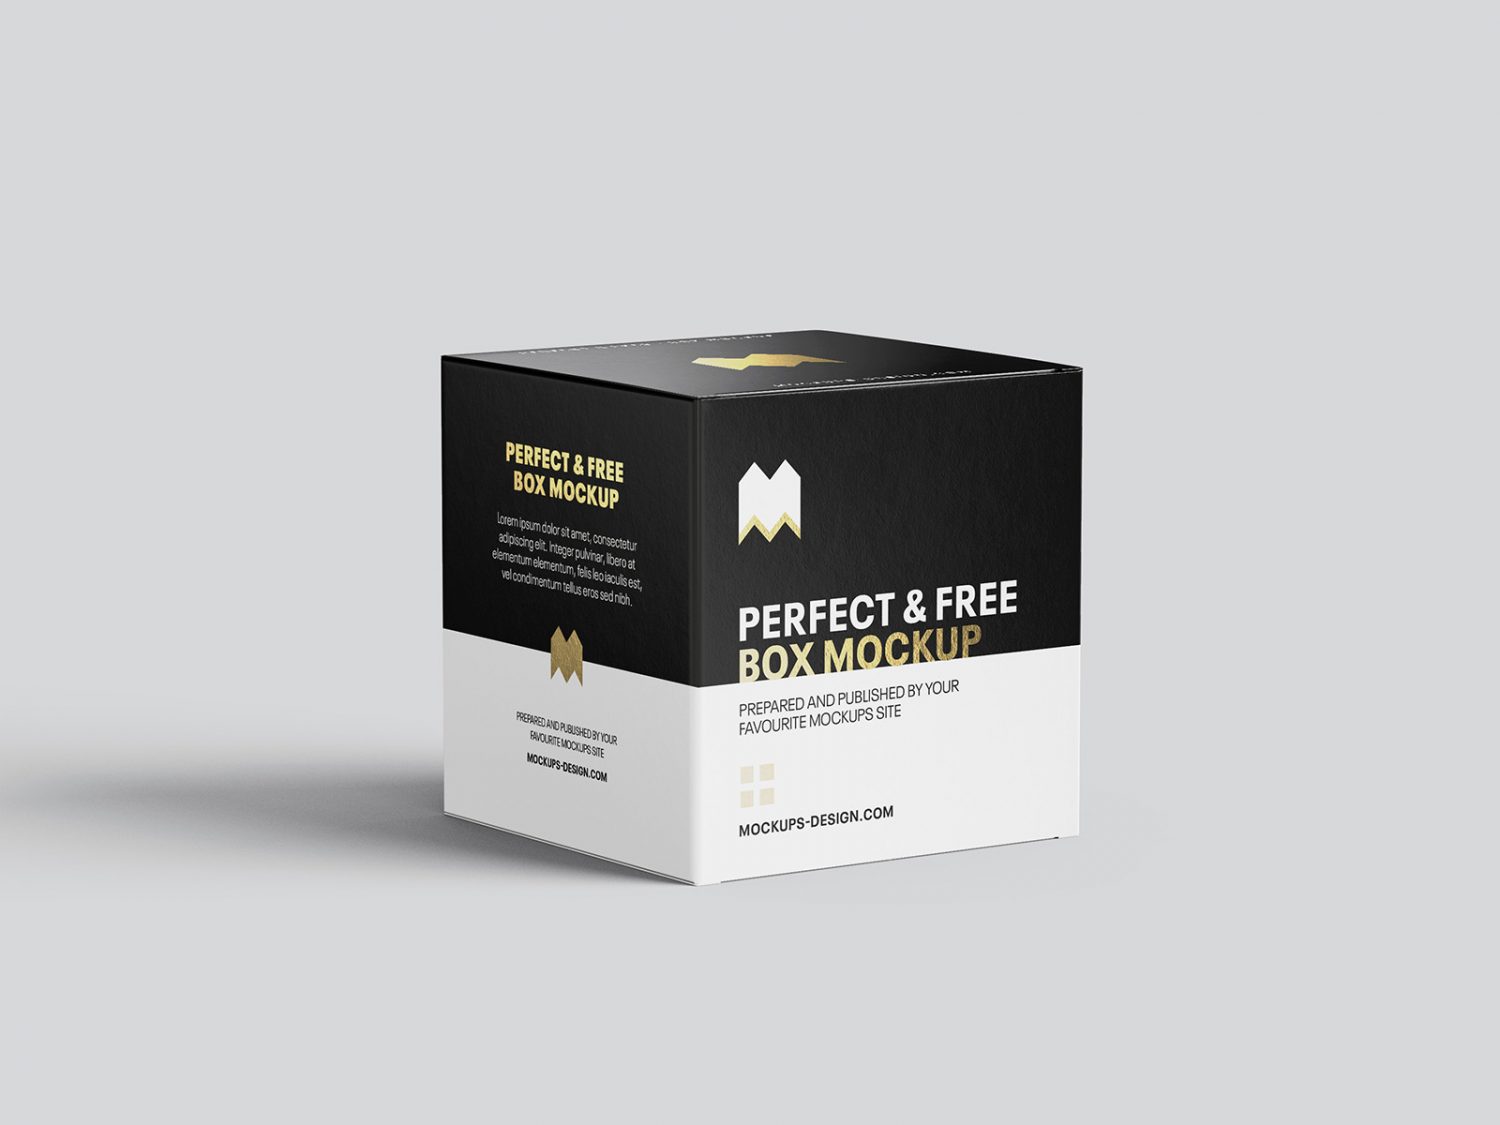 PERFECT & FREE
BOX MOCKUP
Lorem ipsum dolor sit amet, consectetur
adipiscing elit. Integer pulvinar, libero at
elementum elementum, felis leo iaculis est,
vel condimentum tellus eros sed nibh.
PREPARED AND PUBLISHED BY YOUR
FAVOURITE MOCKUPS SITE
MOCKUPS-DESIGN.COM
PERFECT & FREE
BOX MOCKUP
PREPARED AND PUBLISHED BY YOUR
FAVOURITE MOCKUPS SITE
MOCKUPS-DESIGN.COM